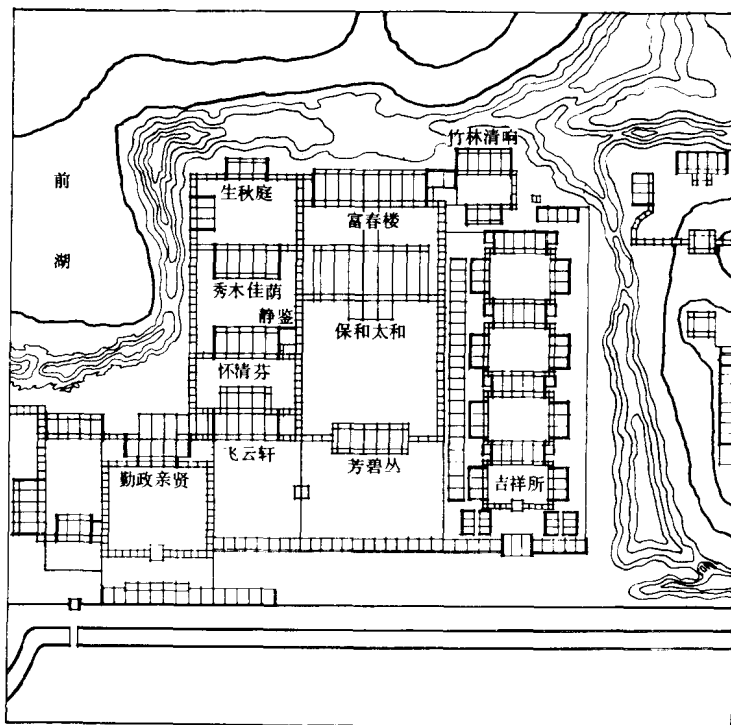 竹林清响
前
湖
生秋庭
富春楼
秀木佳荫
静鉴
保和太和
怀清芬
飞云轩
芳碧丛
勤政亲贤
吉祥所